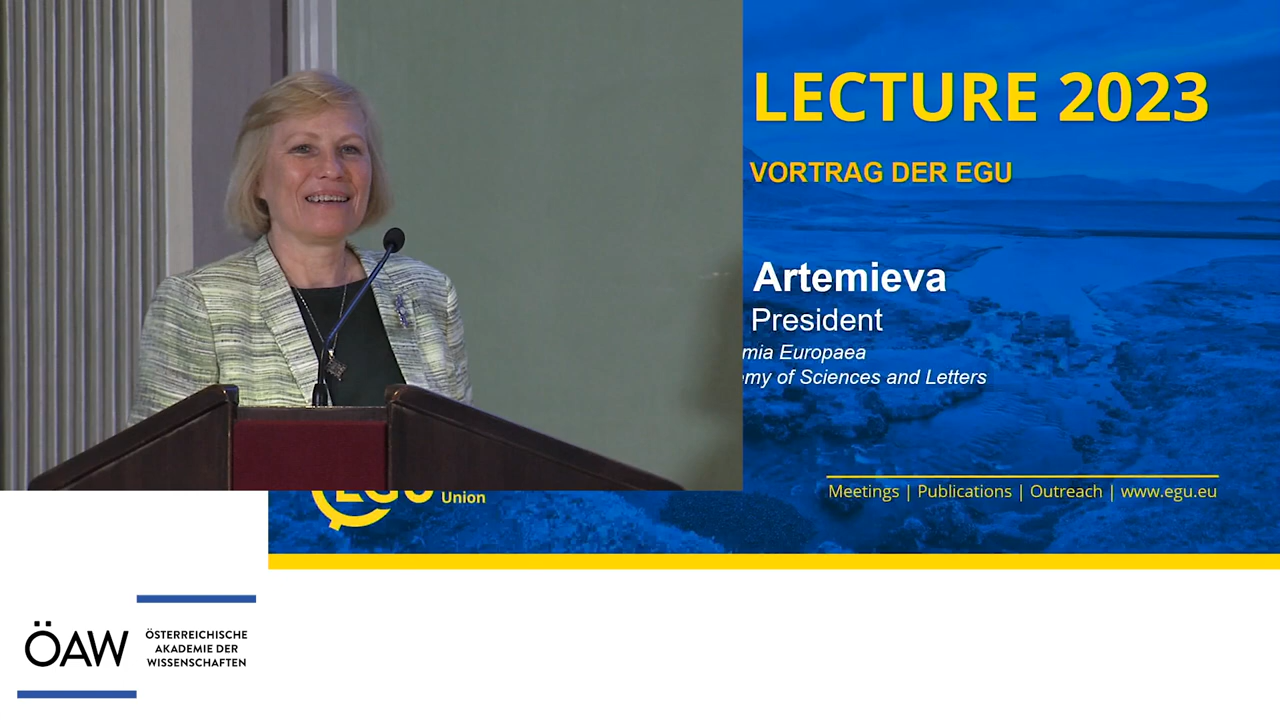 LECTURE 2023
VORTRAG DER EGU
Artemieva
President
mia Europaea
my of Sciences and Letters
Union
Meetings | Publications | Outreach | www.egu.eu
ÖAW
ÖSTERREICHISCHE
AKADEMIE DER
WISSENSCHAFTEN